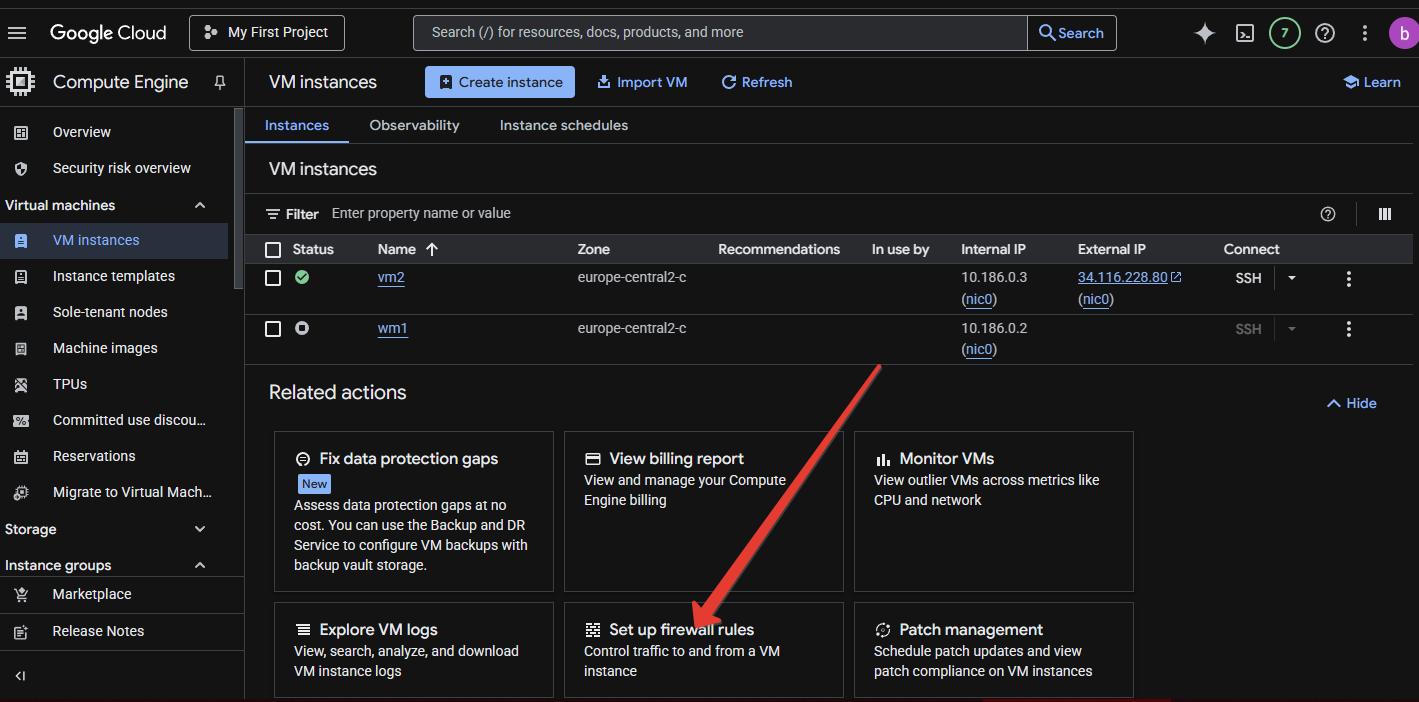 Google Cloud
My First Project
Search (/) for resources, docs, products, and more
Search
7
b
Compute Engine
VM instances
Create instance
Import VM
Refresh
Learn
Overview
Security risk overview
Virtual machines
VM instances
Instance templates
Sole-tenant nodes
Machine images
TPUs
Committed use discou...
Reservations
Migrate to Virtual Mach...
Storage
Instance groups
Marketplace
Release Notes
Instances Observability Instance schedules
VM instances
Filter Enter property name or value
Status Name Zone Recommendations In use by Internal IP External IP Connect
vm2 europe-central2-c 10.186.0.3 34.116.228.80 SSH
(nic0) (nic0)
wm1 europe-central2-c 10.186.0.2 SSH
(nic0)
Related actions
Hide
Fix data protection gaps
New
Assess data protection gaps at no
cost. You can use the Backup and DR
Service to configure VM backups with
backup vault storage.
View billing report
View and manage your Compute
Engine billing
Monitor VMs
View outlier VMs across metrics like
CPU and network
Explore VM logs
View, search, analyze, and download
VM instance logs
Set up firewall rules
Control traffic to and from a VM
instance
Patch management
Schedule patch updates and view
patch compliance on VM instances